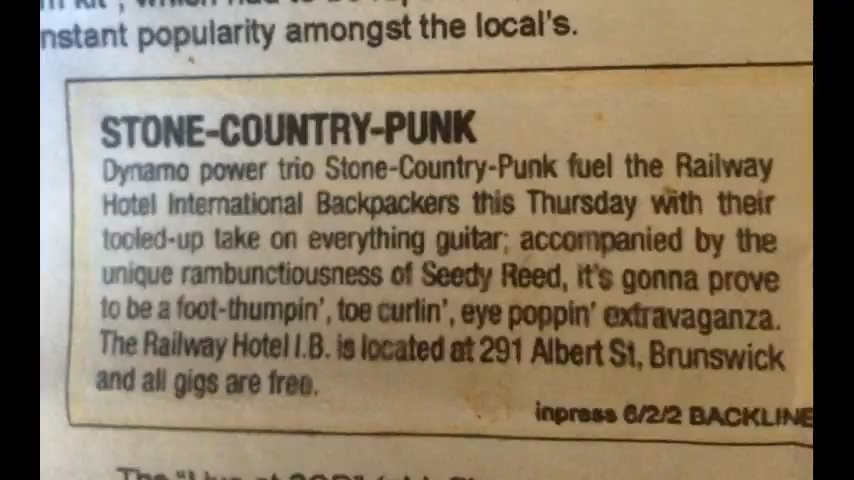 nstant popularity amongst the local's.
STONE-COUNTRY-PUNK
Dynamo power trio Stone-Country-Punk fuel the Railway
Hotel International Backpackers this Thursday with their
tooled-up take on everything guitar; accompanied by the
unique rambunctiousness of Seedy Reed, it's gonna prove
to be a foot-thumpin', toe curlin', eye poppin' extravaganza.
The Railway Hotel I.B. is located at 291 Albert St, Brunswick
and all gigs are free.
inpress 6/2/2 BACKLINE